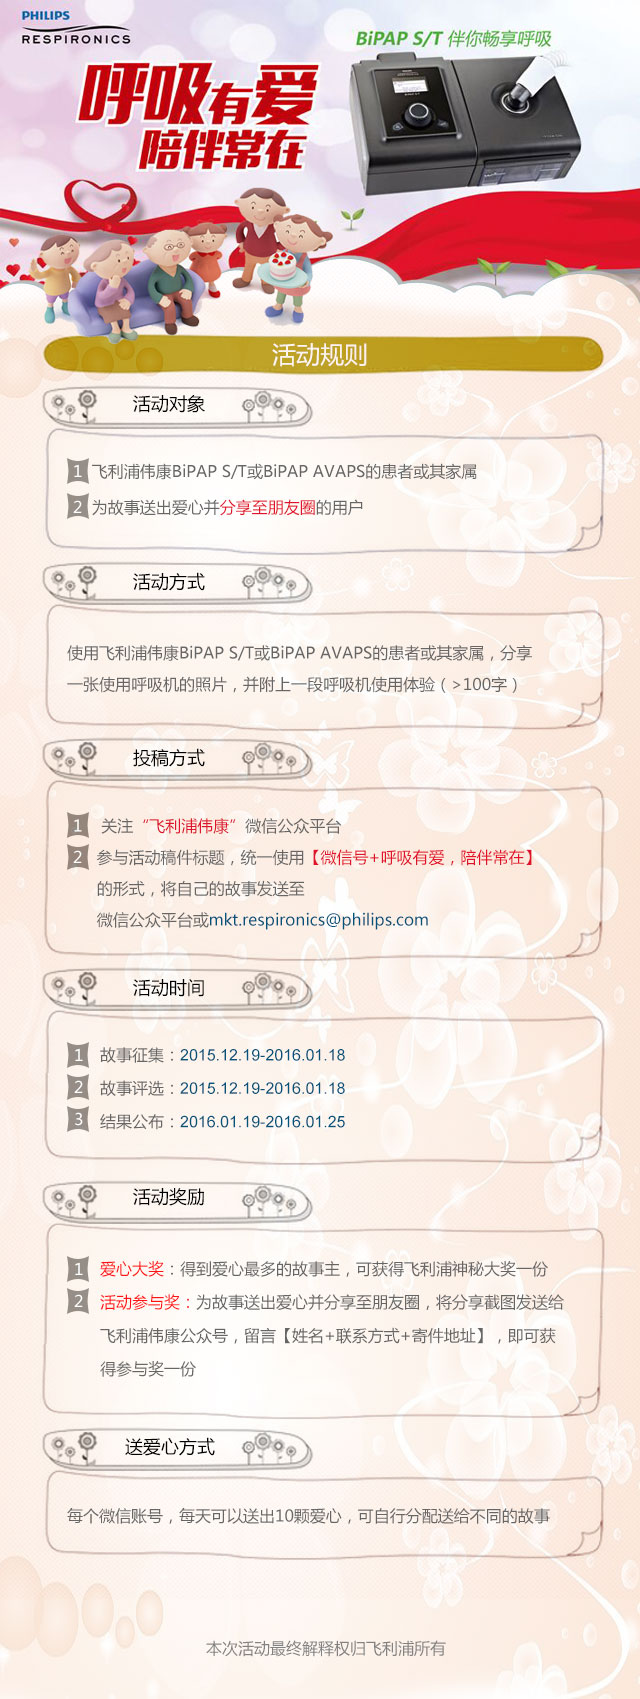 PHILIPS
RESPIRONICS
BiPAP S/T 伴你畅享呼吸
呼吸有爱
陪伴常在
活动规则
活动对象
1 飞利浦伟康BiPAP S/T或BiPAP AVAPS的患者或其家属
2 为故事送出爱心并分享至朋友圈的用户
活动方式
使用飞利浦伟康BiPAP S/T或BiPAP AVAPS的患者或其家属，分享
一张使用呼吸机的照片，并附上一段呼吸机使用体验（>100字）
投稿方式
1 关注“飞利浦伟康”微信公众平台
2 参与活动稿件标题，统一使用【微信号+呼吸有爱，陪伴常在】
的形式，将自己的故事发送至
微信公众平台或mkt.respironics@philips.com
活动时间
1 故事征集：2015.12.19-2016.01.18
2 故事评选：2015.12.19-2016.01.18
3 结果公布：2016.01.19-2016.01.25
活动奖励
1 爱心大奖：得到爱心最多的故事主，可获得飞利浦神秘大奖一份
2 活动参与奖：为故事送出爱心并分享至朋友圈，将分享截图发送给
飞利浦伟康公众号，留言【姓名+联系方式+寄件地址】，即可获
得参与奖一份
送爱心方式
每个微信账号，每天可以送出10颗爱心，可自行分配送给不同的故事
本次活动最终解释权归飞利浦所有